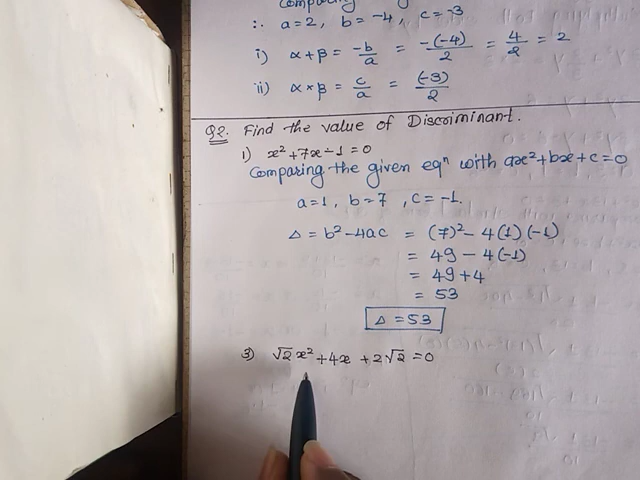 comparing
∴ a=2, b=-4, c=-3
i) α+β = -b/a = -(-4)/2 = 4/2 = 2
ii) α×β = c/a = (-3)/2
Q2. Find the value of Discriminant.
1) x²+7x-1=0
Comparing the given eqⁿ with ax²+bx+c=0
a=1, b=7, c=-1.
Δ = b²-4ac = (7)²-4(1)(-1)
= 49-4(-1)
= 49+4
= 53
Δ=53
3) √2x²+4x+2√2=0